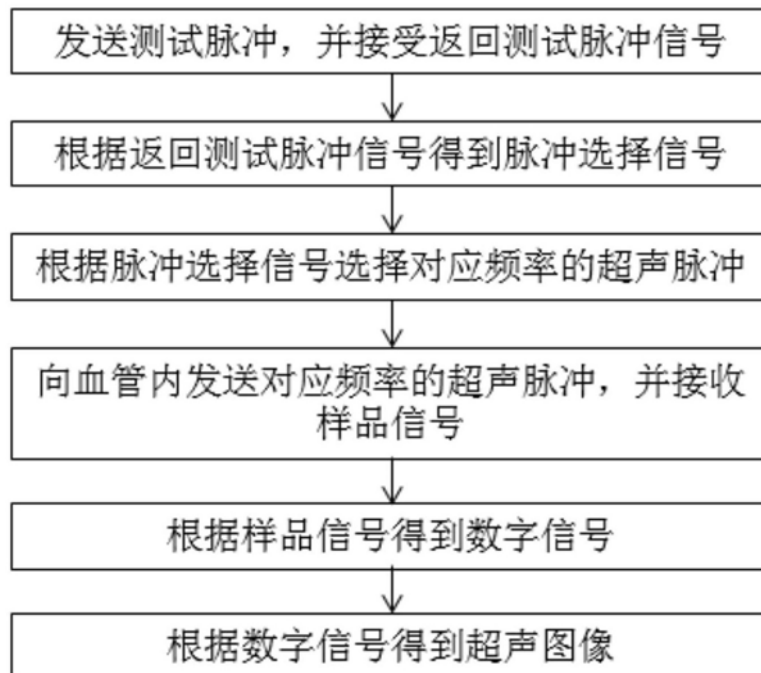 发送测试脉冲，并接受返回测试脉冲信号
根据返回测试脉冲信号得到脉冲选择信号
根据脉冲选择信号选择对应频率的超声脉冲
向血管内发送对应频率的超声脉冲，并接收
样品信号
根据样品信号得到数字信号
根据数字信号得到超声图像